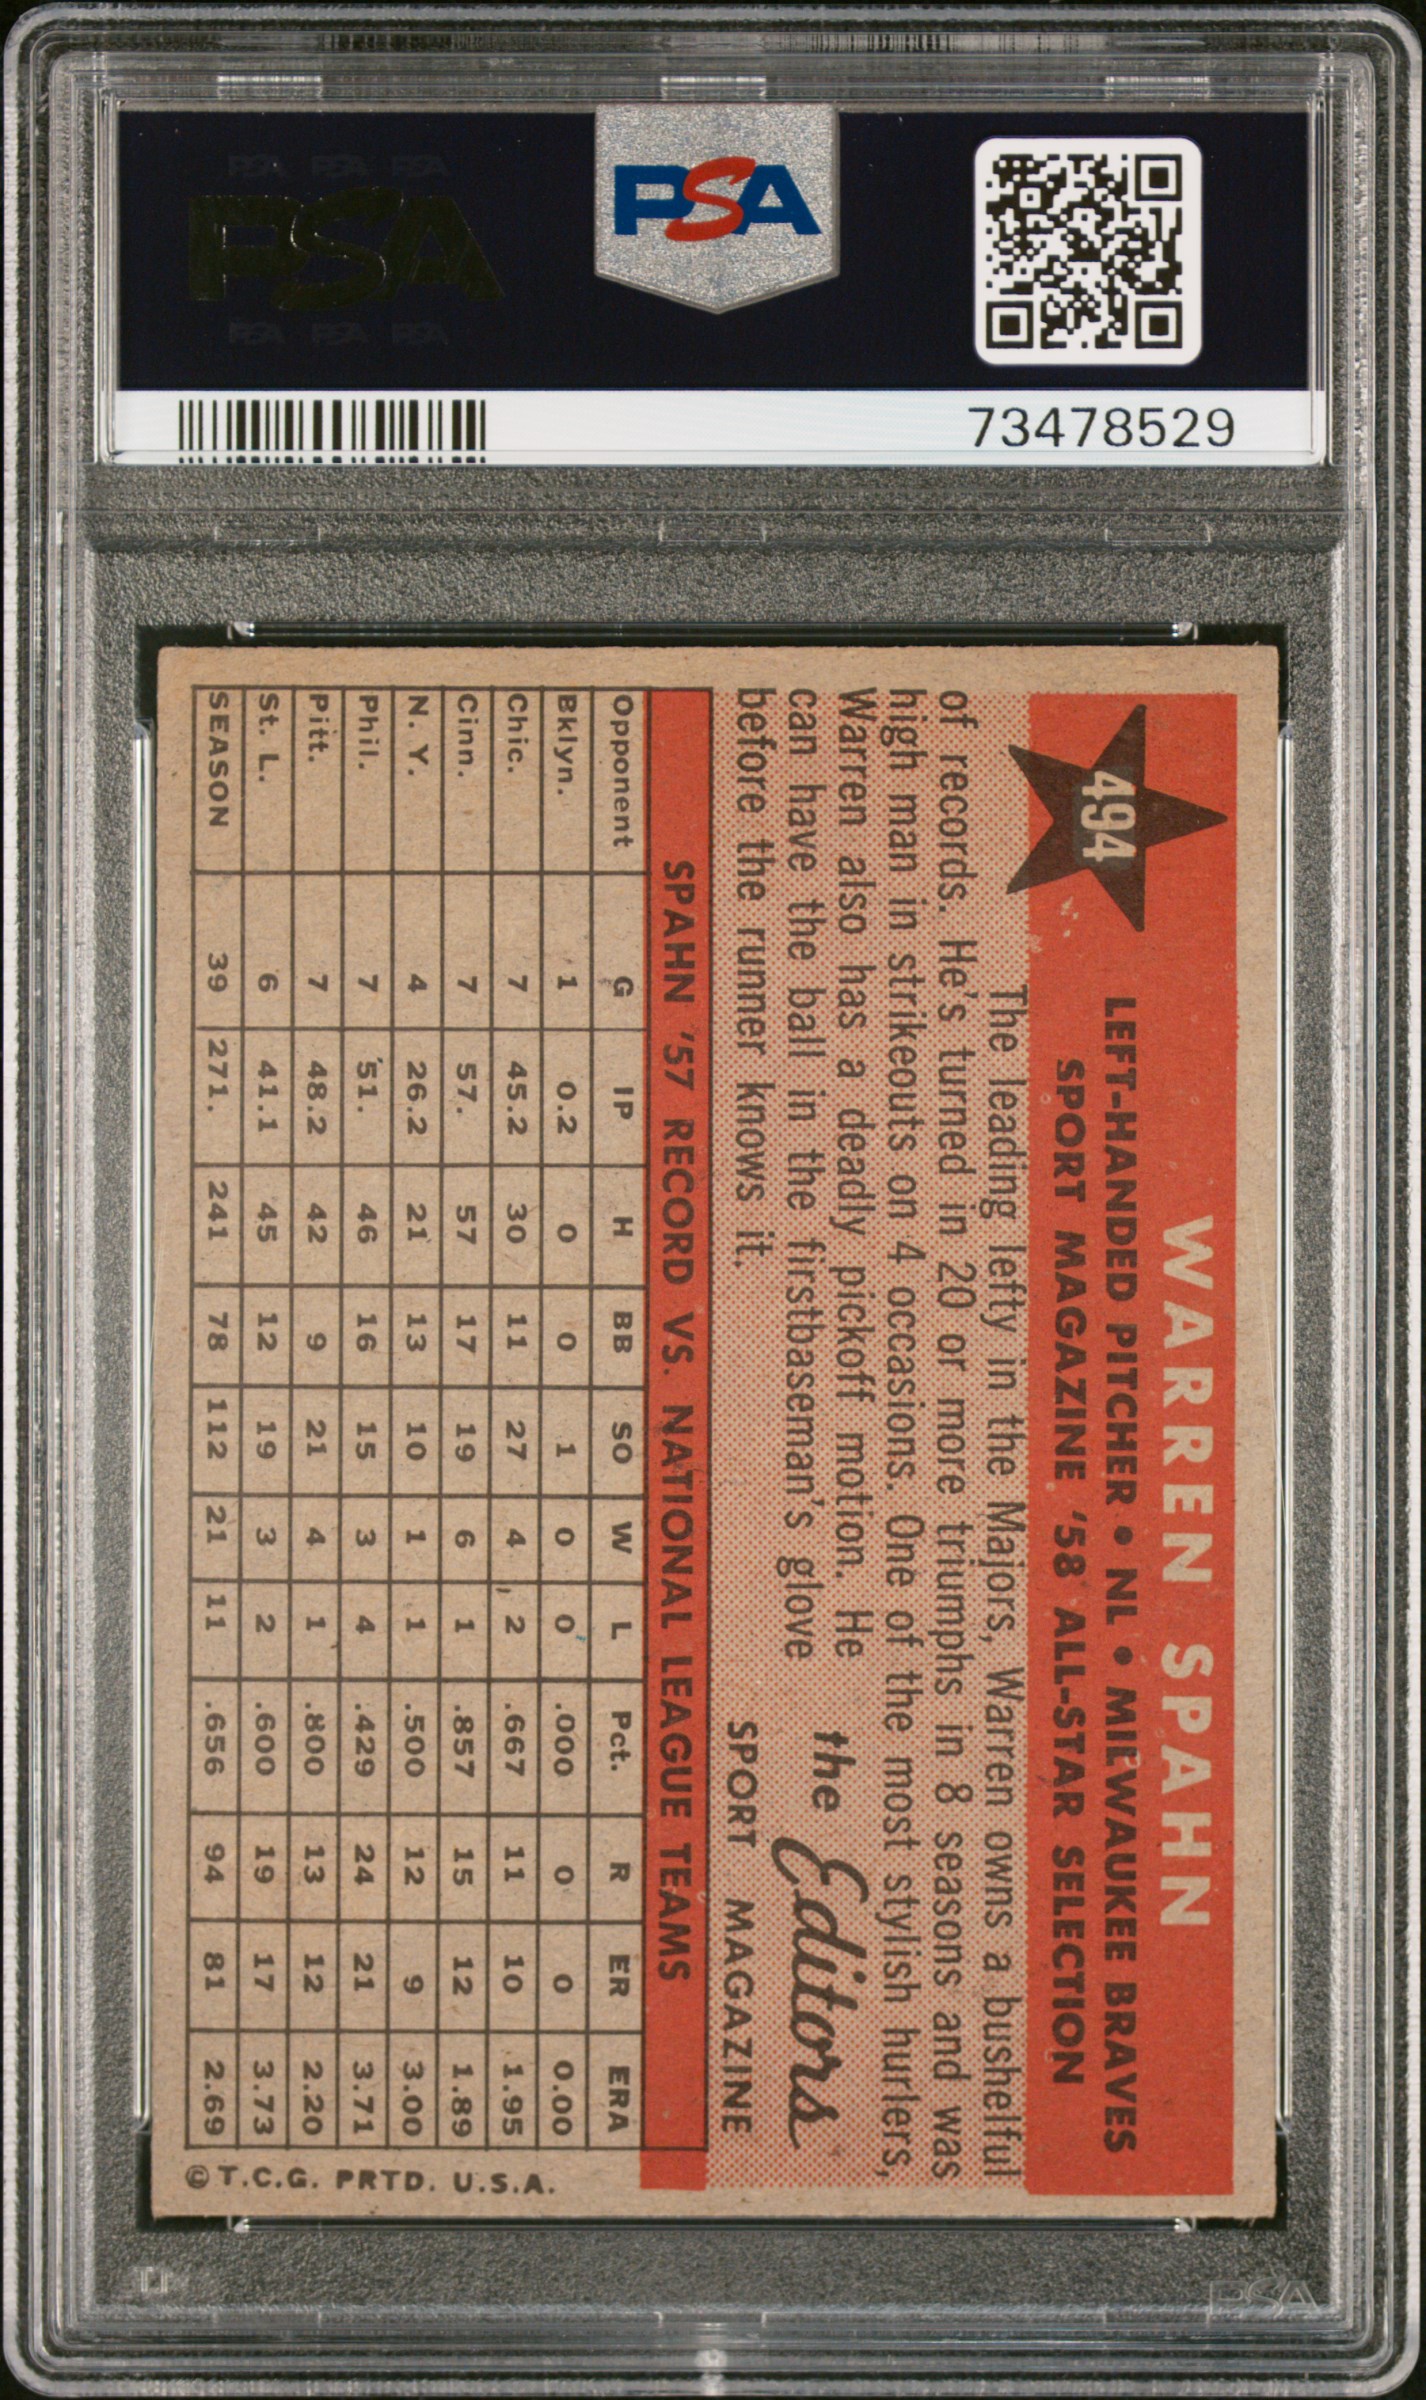 PSA PSA PSA
PSA
PSA PSA PSA
PSA
73478529
494
WARREN SPAHN
LEFT-HANDED PITCHER • NL • MILWAUKEE BRAVES
SPORT MAGAZINE '58 ALL-STAR SELECTION
The leading lefty in the Majors, Warren owns a bushelful
of records. He's turned in 20 or more triumphs in 8 seasons and was
high man in strikeouts on 4 occasions. One of the most stylish hurlers,
Warren also has a deadly pickoff motion. He
can have the ball in the firstbaseman's glove
before the runner knows it.
the Editors
SPORT MAGAZINE
SPAHN '57 RECORD VS. NATIONAL LEAGUE TEAMS
Opponent G IP H BB SO W L Pct. R ER ERA
Bklyn. 1 0.2 0 0 1 0 0 .000 0 0 0.00
Chic. 7 45.2 30 11 27 4 2 .667 11 10 1.95
Cinn. 7 57. 57 17 19 6 1 .857 15 12 1.89
N. Y. 4 26.2 21 13 10 1 1 .500 12 9 3.00
Phil. 7 51. 46 16 15 3 4 .429 24 21 3.71
Pitt. 7 48.2 42 9 21 4 1 .800 13 12 2.20
St. L. 6 41.1 45 12 19 3 2 .600 19 17 3.73
SEASON 39 271. 241 78 112 21 11 .656 94 81 2.69
© T.C.G. PRTD. U.S.A.
PSA